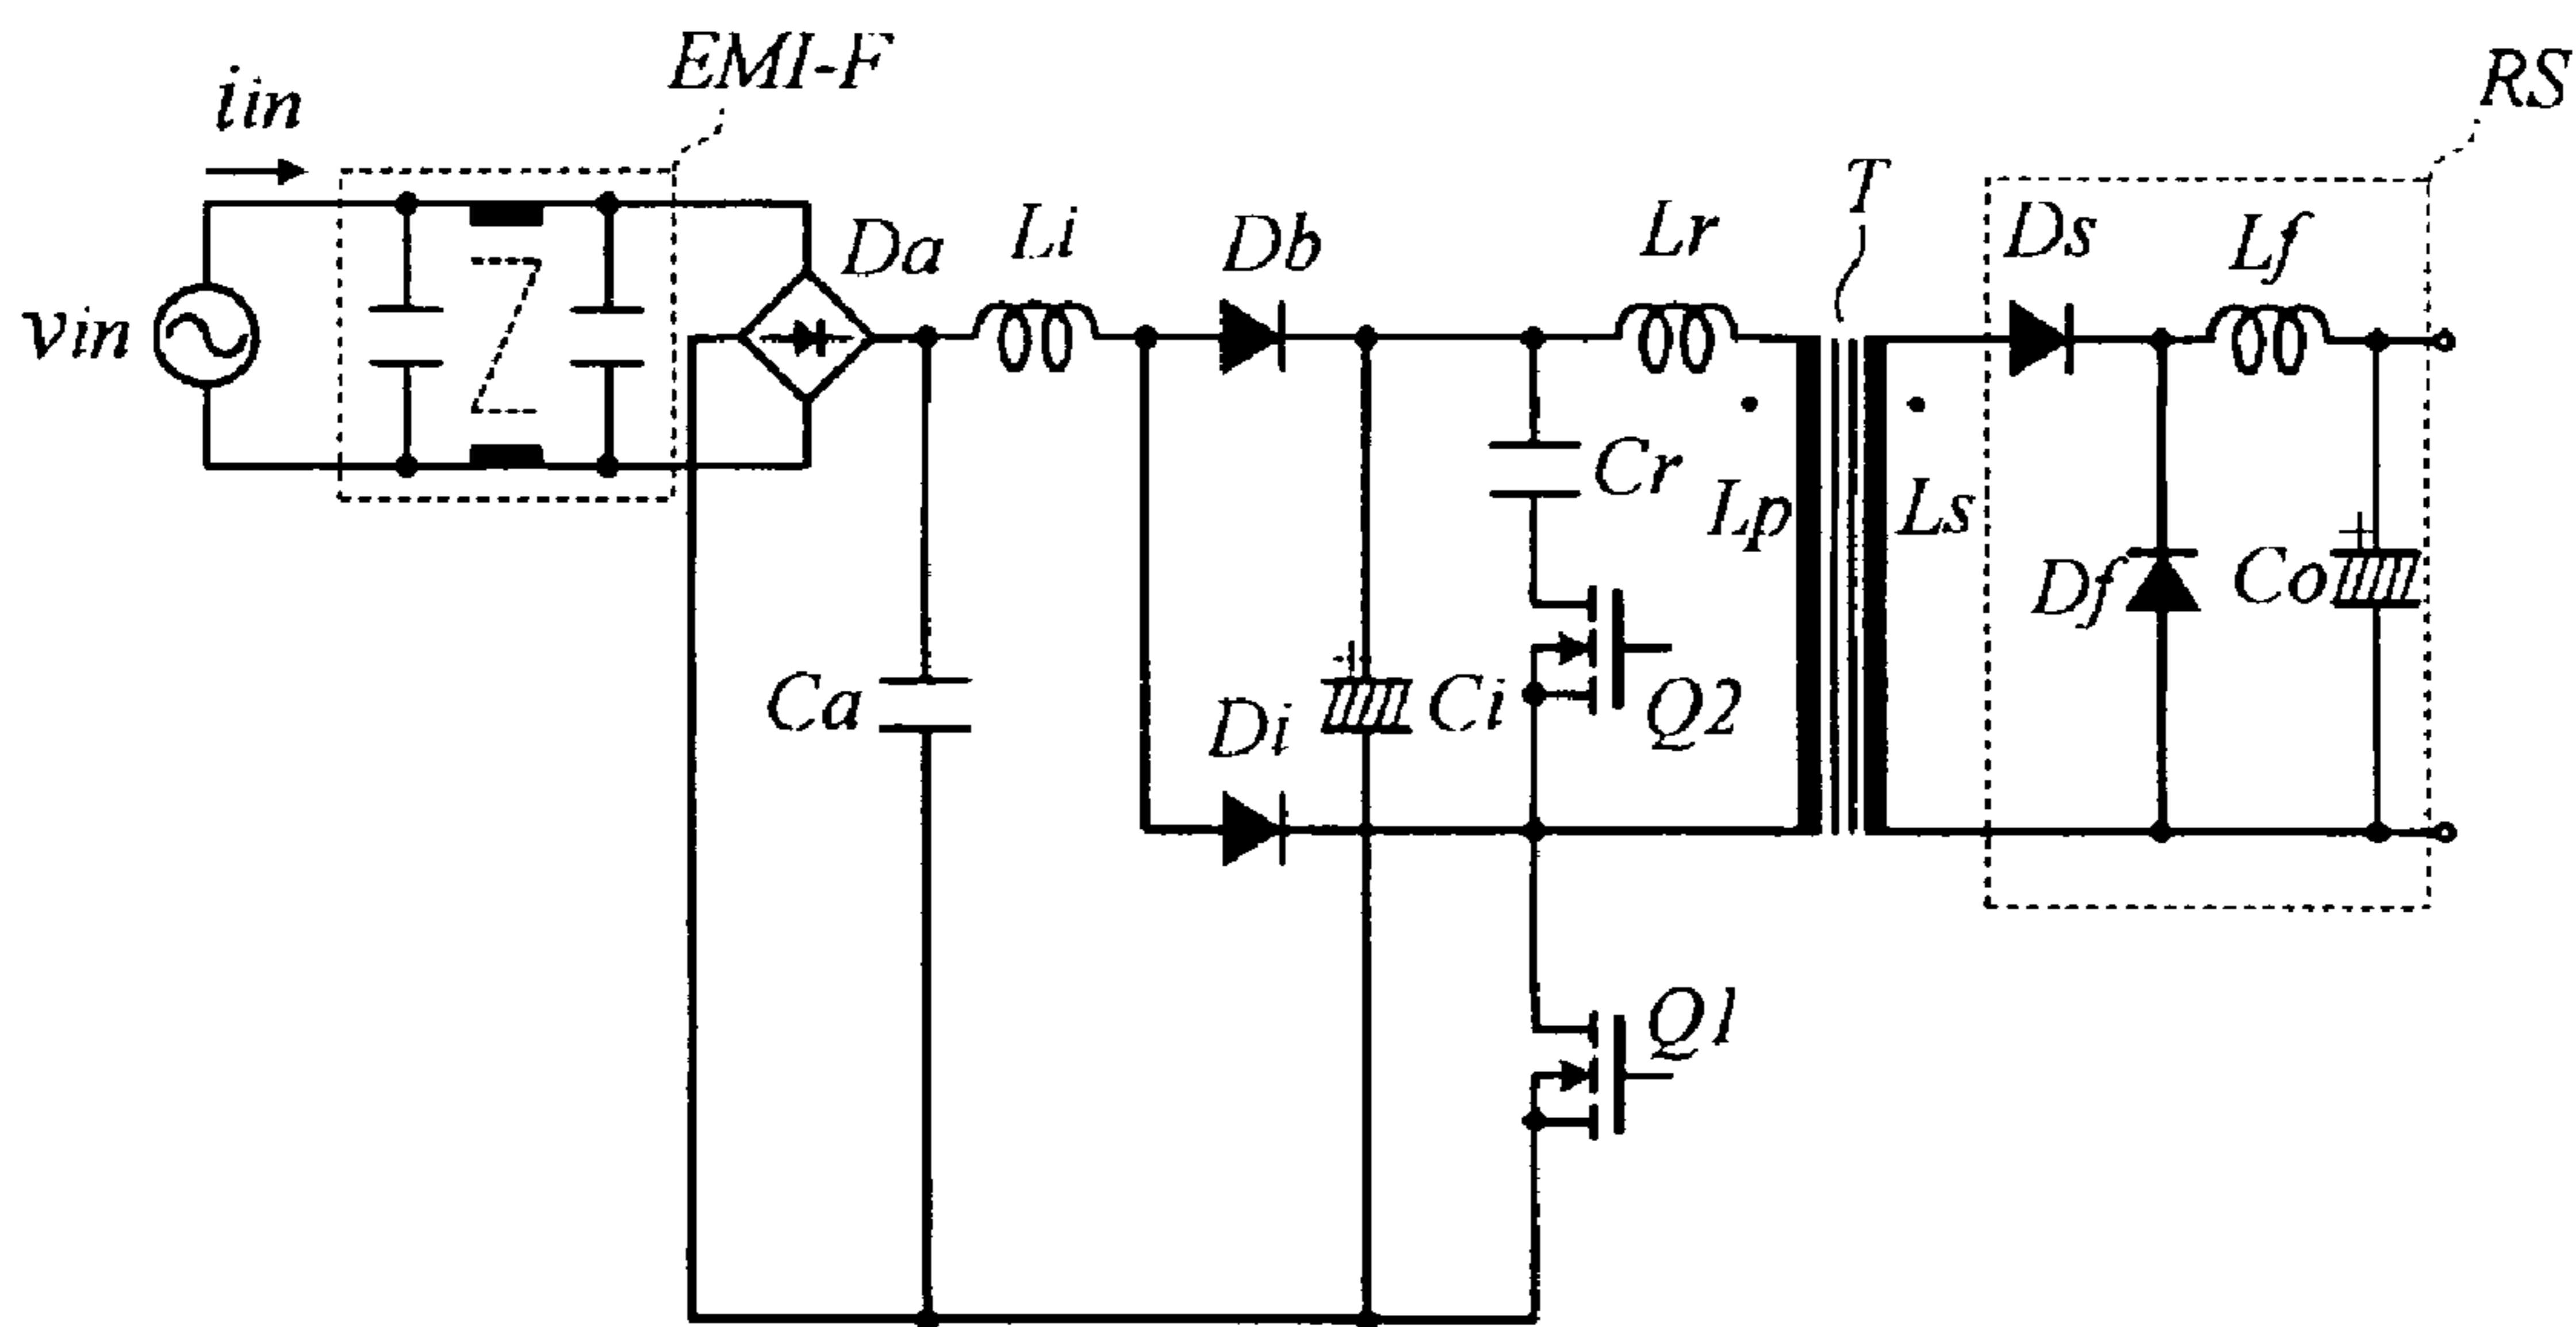 EMI-F
RS
iin
T
vin
Da
Li
Db
Lr
Ds
Lf
Cr
Lp
Ls
Df
Co
Ca
Di
Ci
Q2
Q1